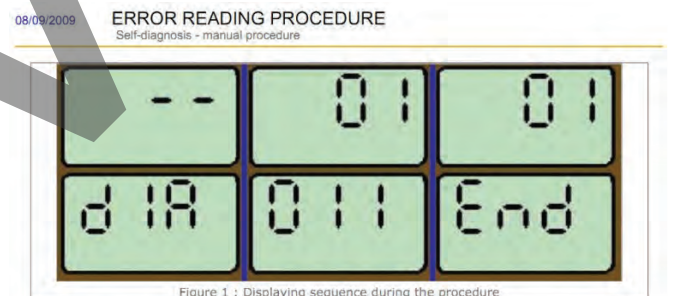 08/09/2009 ERROR READING PROCEDURE
Self-diagnosis - manual procedure
-- 01 01
dIA 011 End
Figure 1 : Displaying sequence during the procedure